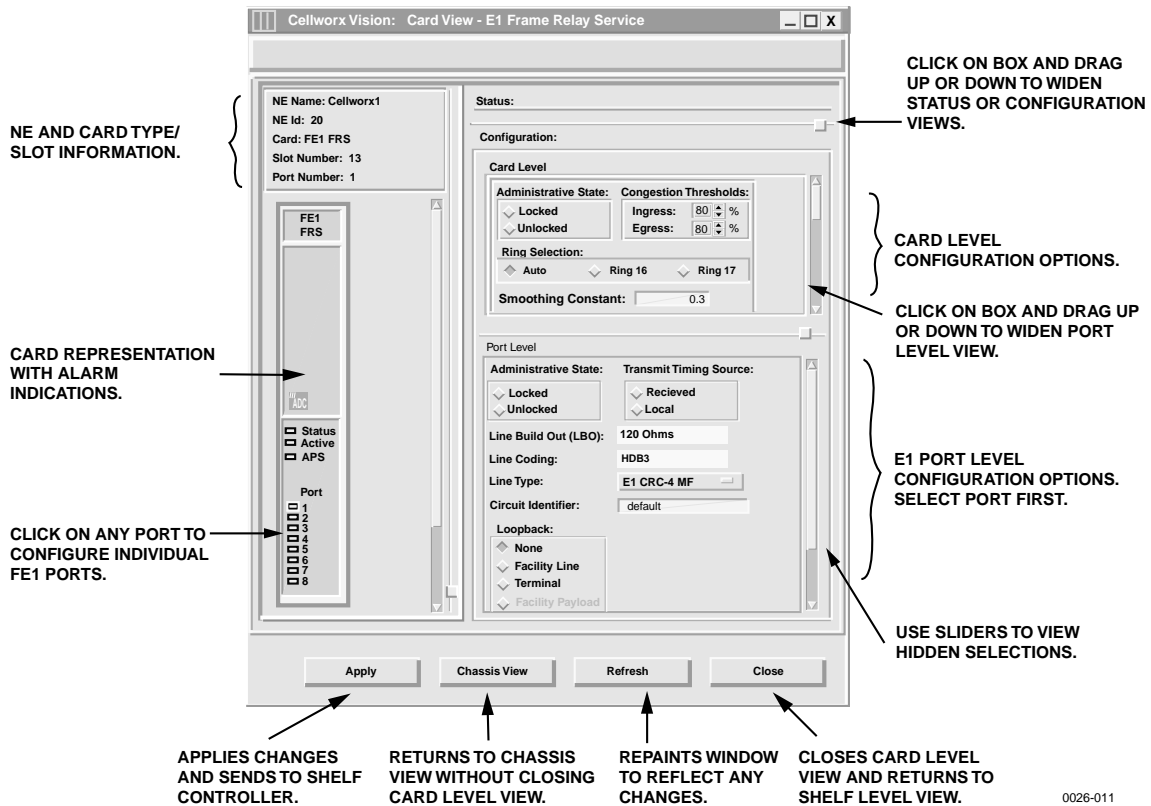 Cellworx Vision: Card View - E1 Frame Relay Service
X
CLICK ON BOX AND DRAG
UP OR DOWN TO WIDEN
STATUS OR CONFIGURATION
VIEWS.
NE AND CARD TYPE/
SLOT INFORMATION.
NE Name: Cellworx1
NE Id: 20
Card: FE1 FRS
Slot Number: 13
Port Number: 1
Status:
Configuration:
Card Level
Administrative State:
Locked
Unlocked
Congestion Thresholds:
Ingress: 80 %
Egress: 80 %
Ring Selection:
Auto Ring 16 Ring 17
Smoothing Constant: 0.3
CARD LEVEL
CONFIGURATION OPTIONS.
CLICK ON BOX AND DRAG UP
OR DOWN TO WIDEN PORT
LEVEL VIEW.
FE1
FRS
ADC
Status
Active
APS
Port
1
2
3
4
5
6
7
8
CARD REPRESENTATION
WITH ALARM
INDICATIONS.
CLICK ON ANY PORT TO
CONFIGURE INDIVIDUAL
FE1 PORTS.
Port Level
Administrative State:
Locked
Unlocked
Transmit Timing Source:
Recieved
Local
Line Build Out (LBO): 120 Ohms
Line Coding: HDB3
Line Type: E1 CRC-4 MF
Circuit Identifier: default
Loopback:
None
Facility Line
Terminal
Facility Payload
E1 PORT LEVEL
CONFIGURATION OPTIONS.
SELECT PORT FIRST.
USE SLIDERS TO VIEW
HIDDEN SELECTIONS.
Apply Chassis View Refresh Close
APPLIES CHANGES
AND SENDS TO SHELF
CONTROLLER.
RETURNS TO CHASSIS
VIEW WITHOUT CLOSING
CARD LEVEL VIEW.
REPAINTS WINDOW
TO REFLECT ANY
CHANGES.
CLOSES CARD LEVEL
VIEW AND RETURNS TO
SHELF LEVEL VIEW.
0026-011